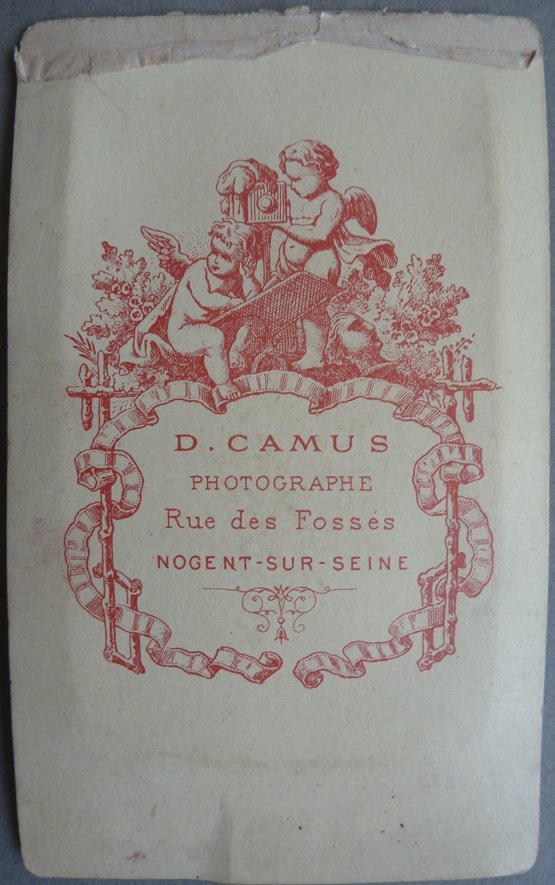 D. CAMUS
PHOTOGRAPHE
Rue des Fossés
NOGENT-SUR-SEINE